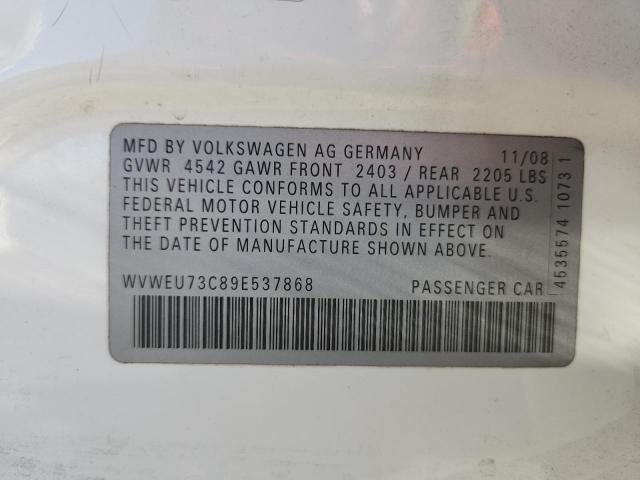 MFD BY VOLKSWAGEN AG GERMANY 11/08
GVWR 4542 GAWR FRONT 2403 / REAR 2205 LBS
THIS VEHICLE CONFORMS TO ALL APPLICABLE U.S.
FEDERAL MOTOR VEHICLE SAFETY, BUMPER AND
THEFT PREVENTION STANDARDS IN EFFECT ON
THE DATE OF MANUFACTURE SHOWN ABOVE.
WVWEU73C89E537868 PASSENGER CAR
4535574 10731